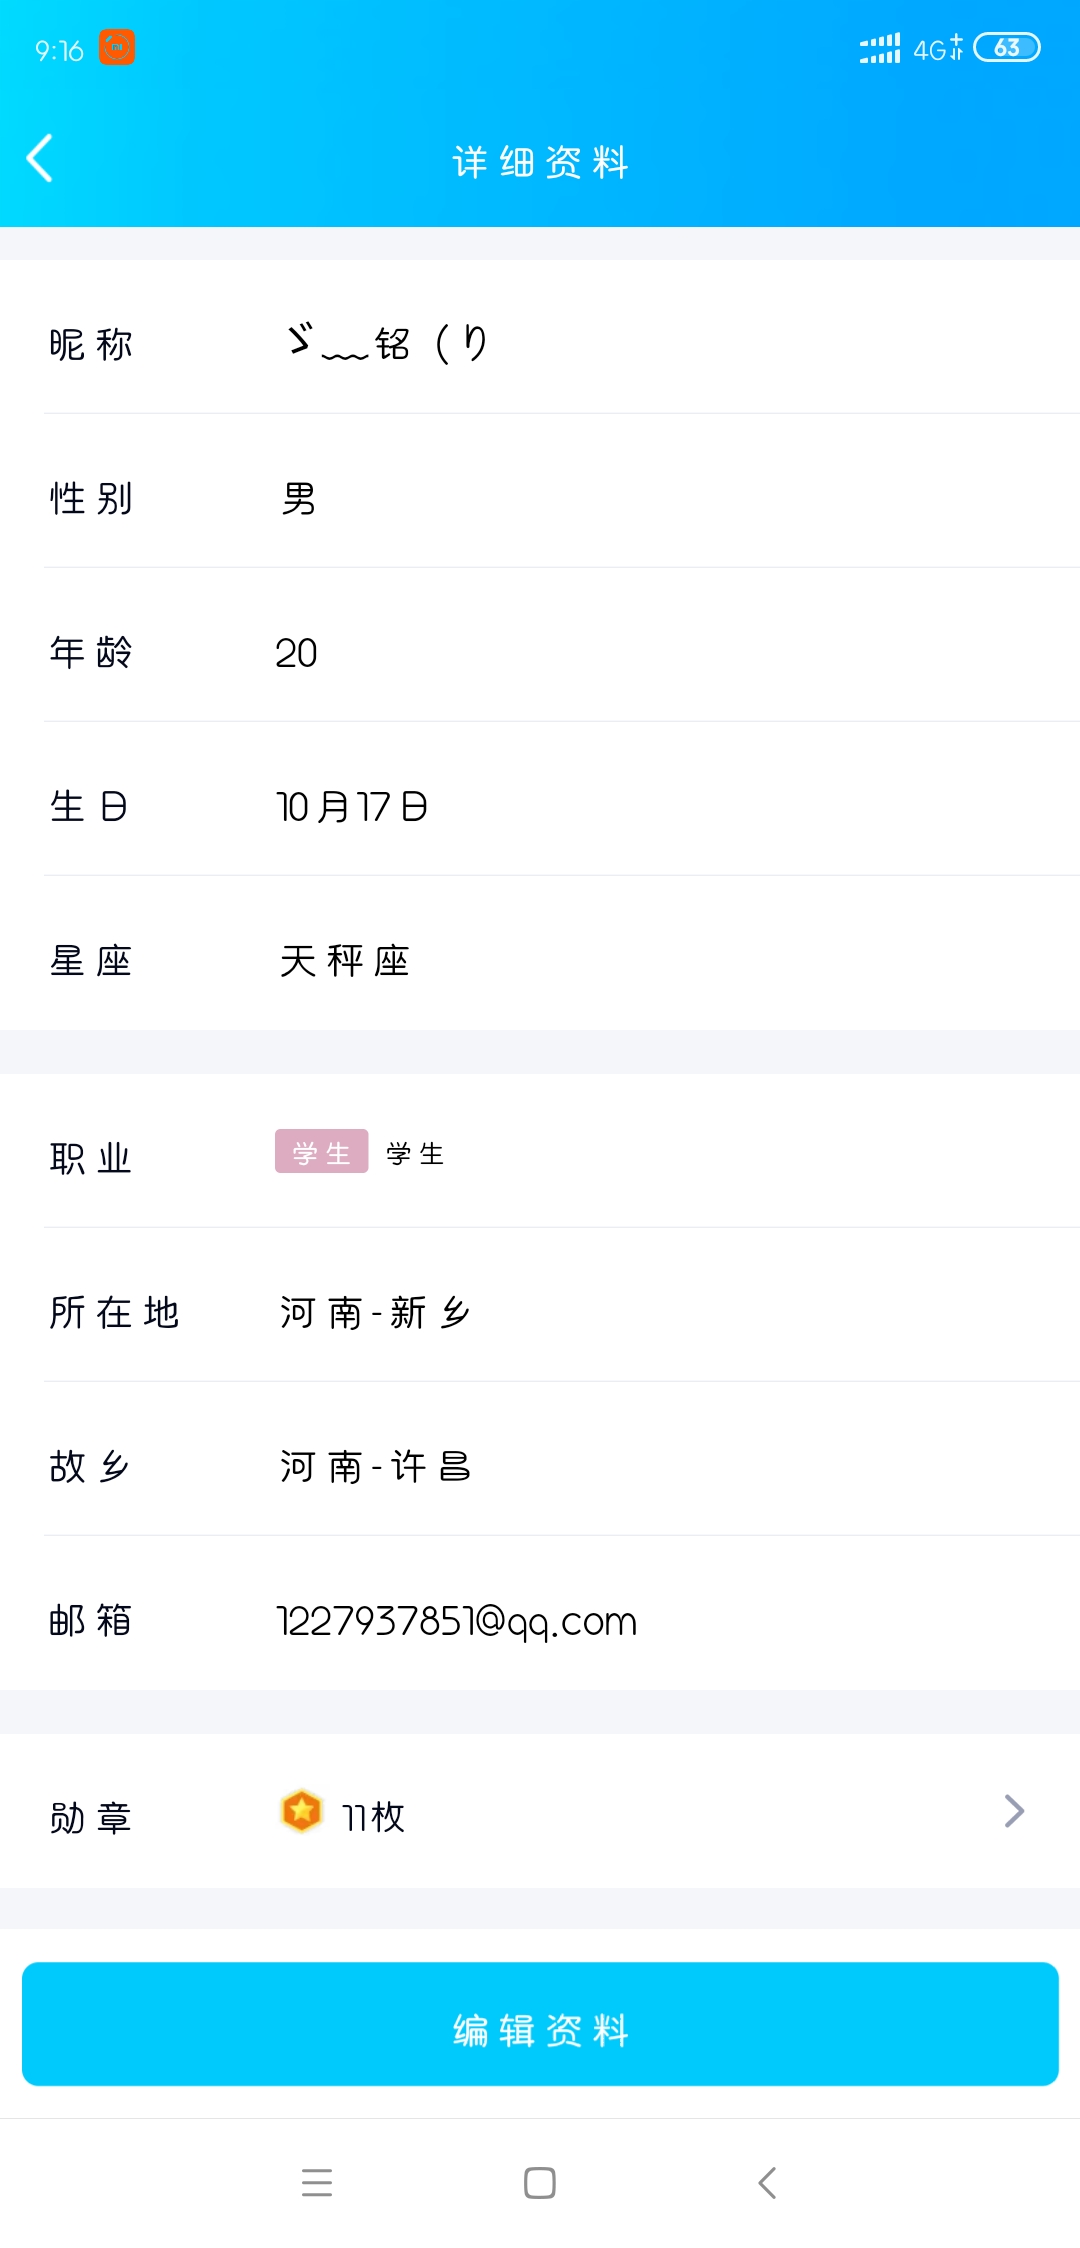 9:16 4G 63
详细资料
昵称 ゞ﹏铭（り
性别 男
年龄 20
生日 10月17日
星座 天秤座
职业 学生 学生
所在地 河南-新乡
故乡 河南-许昌
邮箱 1227937851@qq.com
勋章 11枚
编辑资料